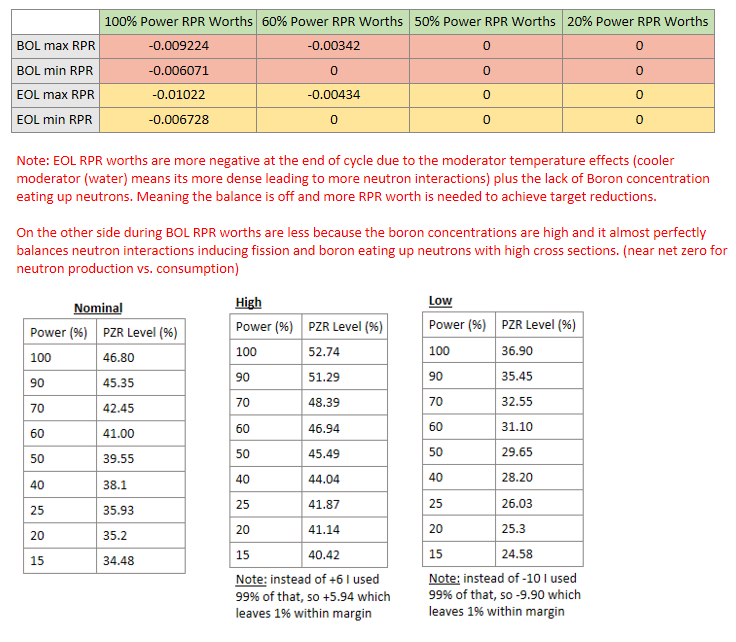 100% Power RPR Worths 60% Power RPR Worths 50% Power RPR Worths 20% Power RPR Worths
BOL max RPR -0.009224 -0.00342 0 0
BOL min RPR -0.006071 0 0 0
EOL max RPR -0.01022 -0.00434 0 0
EOL min RPR -0.006728 0 0 0
Note: EOL RPR worths are more negative at the end of cycle due to the moderator temperature effects (cooler
moderator (water) means its more dense leading to more neutron interactions) plus the lack of Boron concentration
eating up neutrons. Meaning the balance is off and more RPR worth is needed to achieve target reductions.
On the other side during BOL RPR worths are less because the boron concentrations are high and it almost perfectly
balances neutron interactions inducing fission and boron eating up neutrons with high cross sections. (near net zero for
neutron production vs. consumption)
Nominal
Power (%) PZR Level (%)
100 46.80
90 45.35
70 42.45
60 41.00
50 39.55
40 38.1
25 35.93
20 35.2
15 34.48
High
Power (%) PZR Level (%)
100 52.74
90 51.29
70 48.39
60 46.94
50 45.49
40 44.04
25 41.87
20 41.14
15 40.42
Note: instead of +6 I used
99% of that, so +5.94 which
leaves 1% within margin
Low
Power (%) PZR Level (%)
100 36.90
90 35.45
70 32.55
60 31.10
50 29.65
40 28.20
25 26.03
20 25.3
15 24.58
Note: instead of -10 I used
99% of that, so -9.90 which
leaves 1% within margin